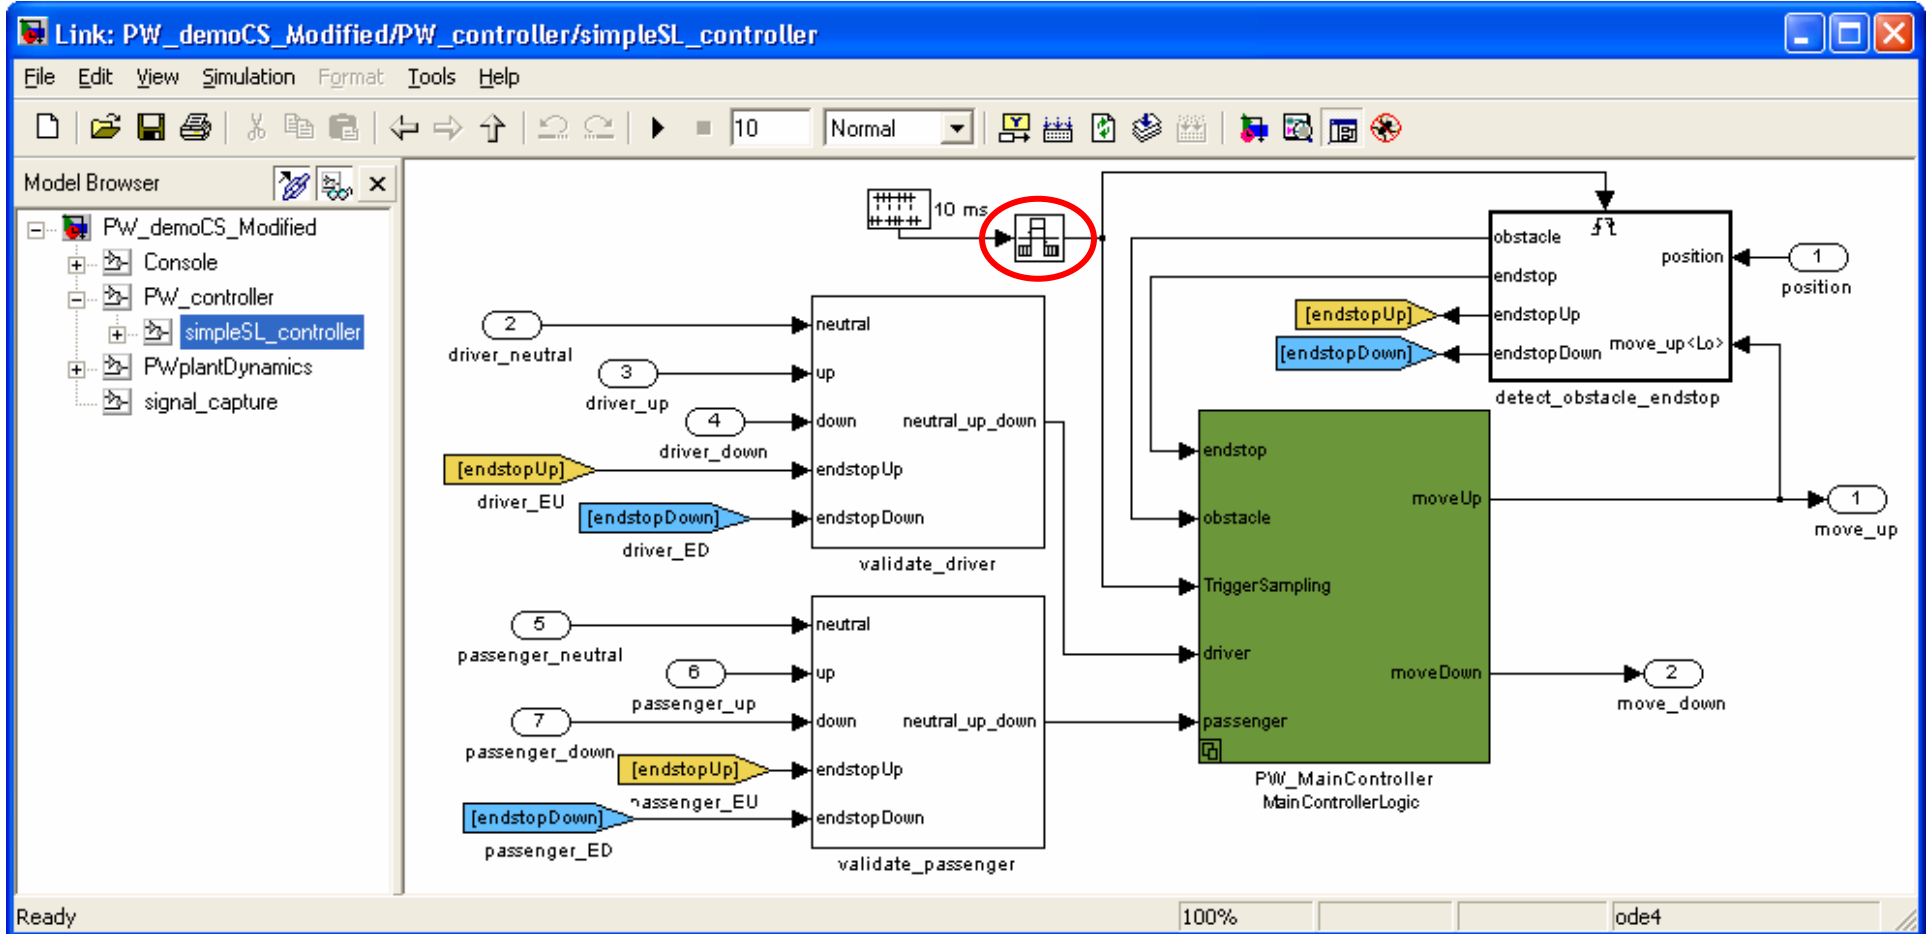 Link: PW_demoCS_Modified/PW_controller/simpleSL_controller
File Edit View Simulation Format Tools Help
10 Normal
Model Browser
PW_demoCS_Modified
Console
PW_controller
simpleSL_controller
PWplantDynamics
signal_capture
10 ms
obstacle
endstop
endstopUp
endstopDown
position
move_up<Lo>
detect_obstacle_endstop
1
position
[endstopUp]
[endstopDown]
2
driver_neutral
3
driver_up
4
driver_down
[endstopUp]
driver_EU
[endstopDown]
driver_ED
neutral
up
down
endstopUp
endstopDown
neutral_up_down
validate_driver
5
passenger_neutral
6
passenger_up
7
passenger_down
[endstopUp]
passenger_EU
[endstopDown]
passenger_ED
neutral
up
down
endstopUp
endstopDown
neutral_up_down
validate_passenger
endstop
obstacle
TriggerSampling
driver
passenger
moveUp
moveDown
PW_MainController
MainControllerLogic
1
move_up
2
move_down
Ready 100% ode4